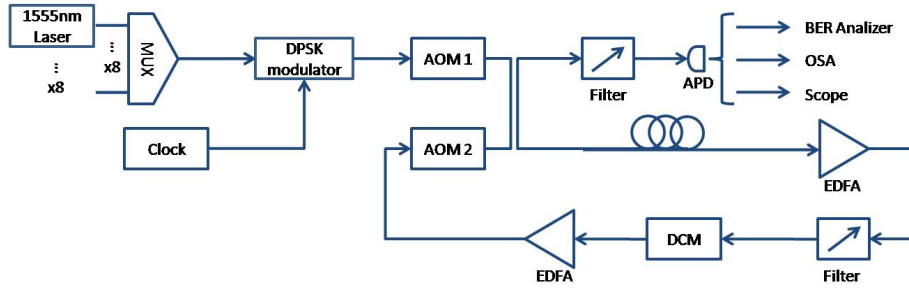 1555nm
Laser
...
x8
...
x8
MUX
DPSK
modulator
Clock
AOM 1
AOM 2
Filter
APD
BER Analizer
OSA
Scope
EDFA
EDFA
DCM
Filter